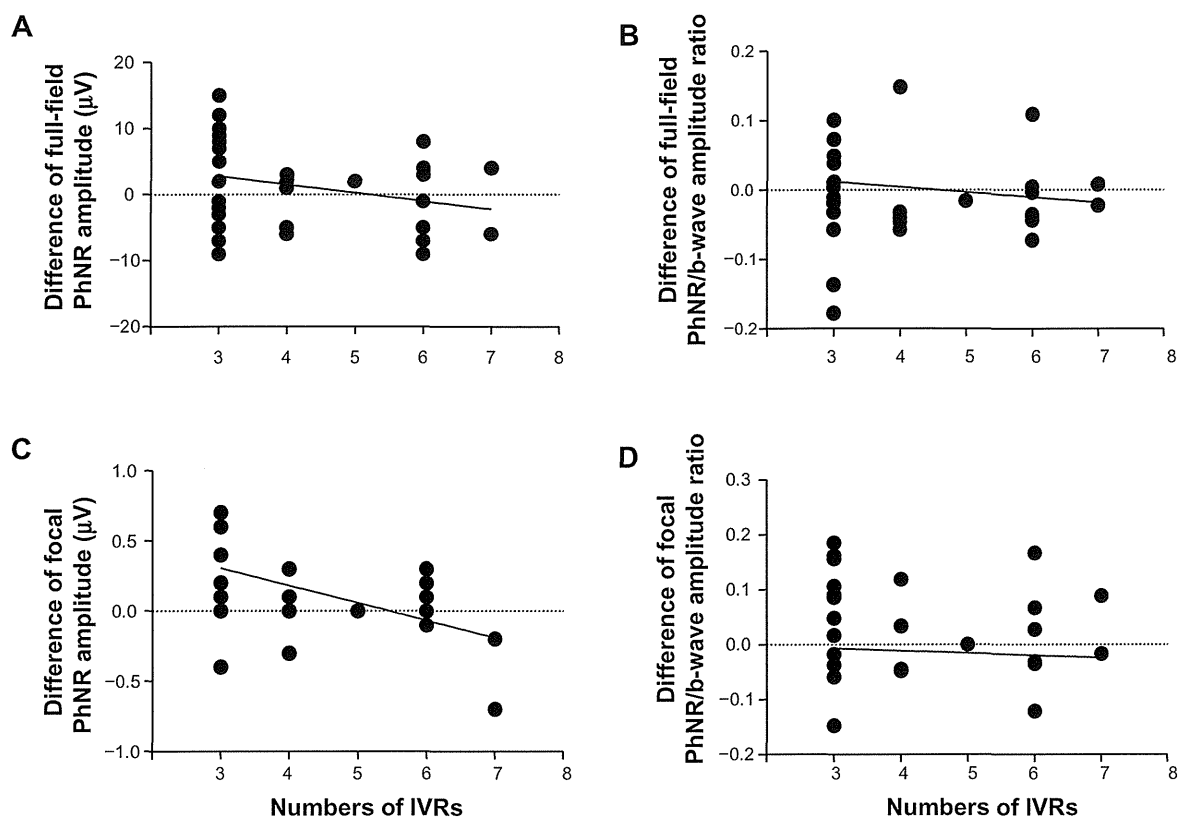 A
Difference of full-field
PhNR amplitude (μV)
20
10
0
−10
−20
3 4 5 6 7 8
B
Difference of full-field
PhNR/b-wave amplitude ratio
0.2
0.1
0.0
−0.1
−0.2
3 4 5 6 7 8
C
Difference of focal
PhNR amplitude (μV)
1.0
0.5
0.0
−0.5
−1.0
3 4 5 6 7 8
Numbers of IVRs
D
Difference of focal
PhNR/b-wave amplitude ratio
0.3
0.2
0.1
0.0
−0.1
−0.2
3 4 5 6 7 8
Numbers of IVRs